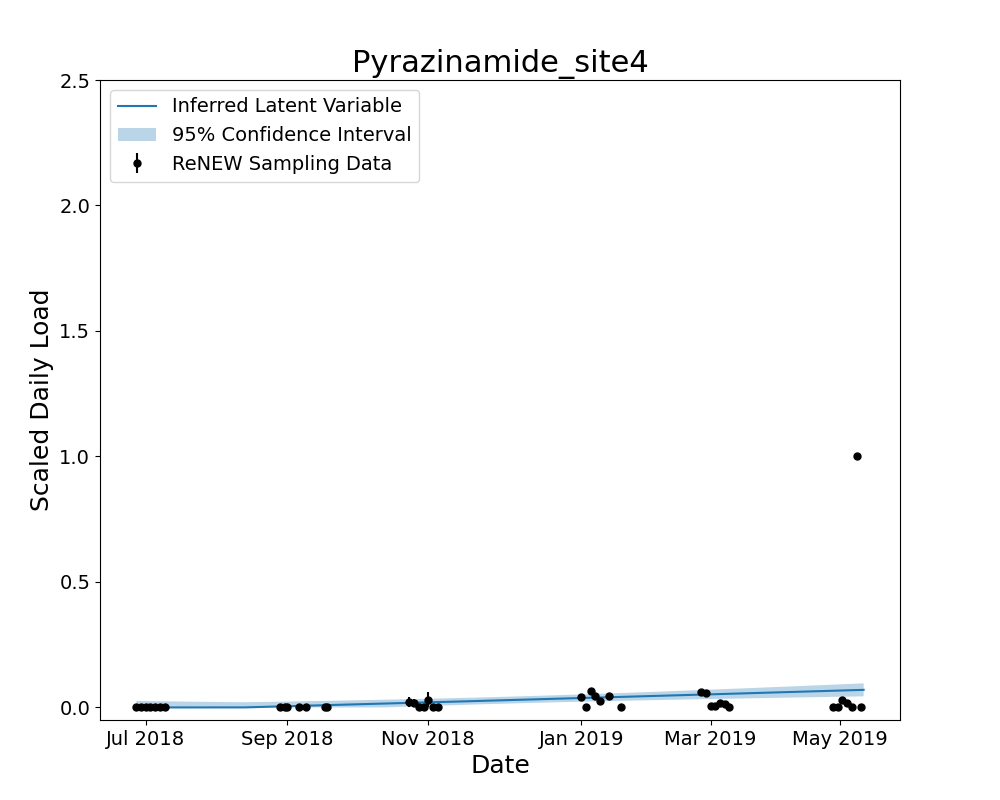 Pyrazinamide_site4
2.5
Inferred Latent Variable
95% Confidence Interval
ReNEW Sampling Data
2.0
1.5
1.0
0.5
0.0
Scaled Daily Load
Jul 2018 Sep 2018 Nov 2018 Jan 2019 Mar 2019 May 2019
Date